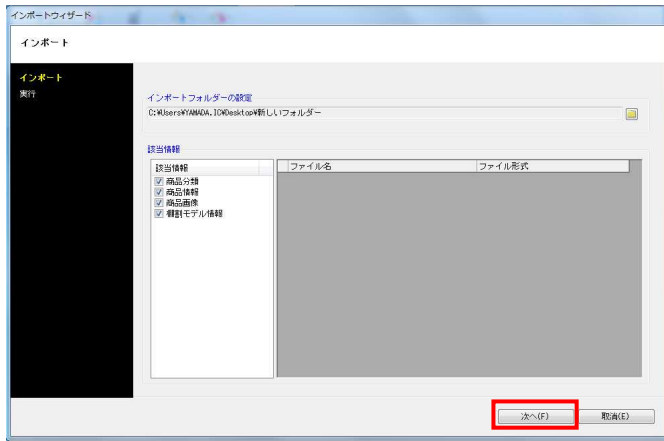 インポートウィザード
インポート
インポート
実行
インポートフォルダーの設定
C:¥Users¥YAMADA.IC¥Desktop¥新しいフォルダー
該当情報
該当情報
ファイル名 ファイル形式
商品分類
商品情報
商品画像
棚割モデル情報
次へ(F) 取消(E)